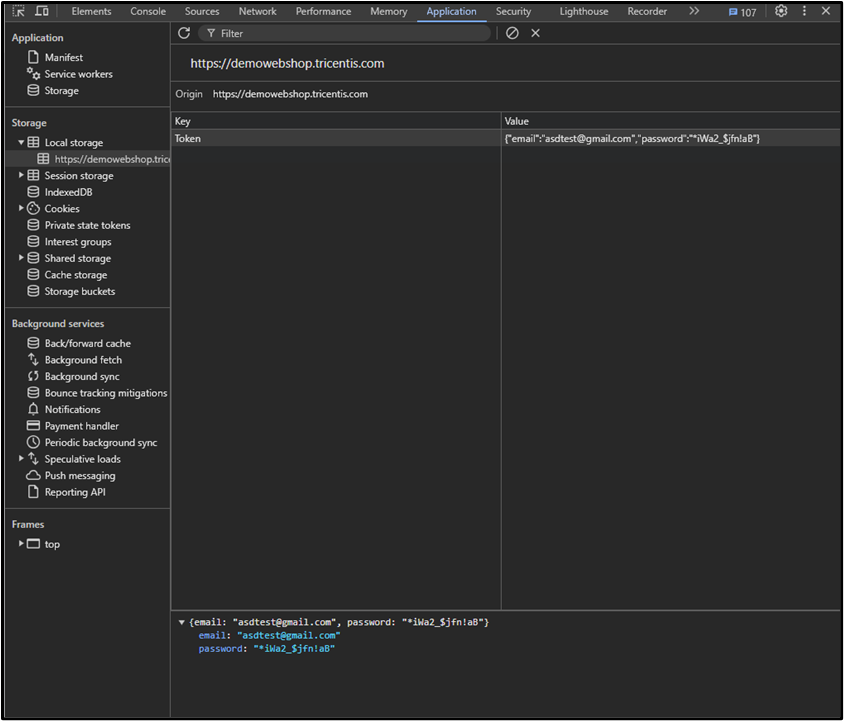 Elements Console Sources Network Performance Memory Application Security Lighthouse Recorder 107
Application
Manifest
Service workers
Storage
Storage
Local storage
https://demowebshop.trice
Session storage
IndexedDB
Cookies
Private state tokens
Interest groups
Shared storage
Cache storage
Storage buckets
Background services
Back/forward cache
Background fetch
Background sync
Bounce tracking mitigations
Notifications
Payment handler
Periodic background sync
Speculative loads
Push messaging
Reporting API
Frames
top
Filter
https://demowebshop.tricentis.com
Origin https://demowebshop.tricentis.com
Key Value
Token {"email":"asdtest@gmail.com","password":"*iWa2_$jfn!aB"}
{email: "asdtest@gmail.com", password: "*iWa2_$jfn!aB"}
email: "asdtest@gmail.com"
password: "*iWa2_$jfn!aB"